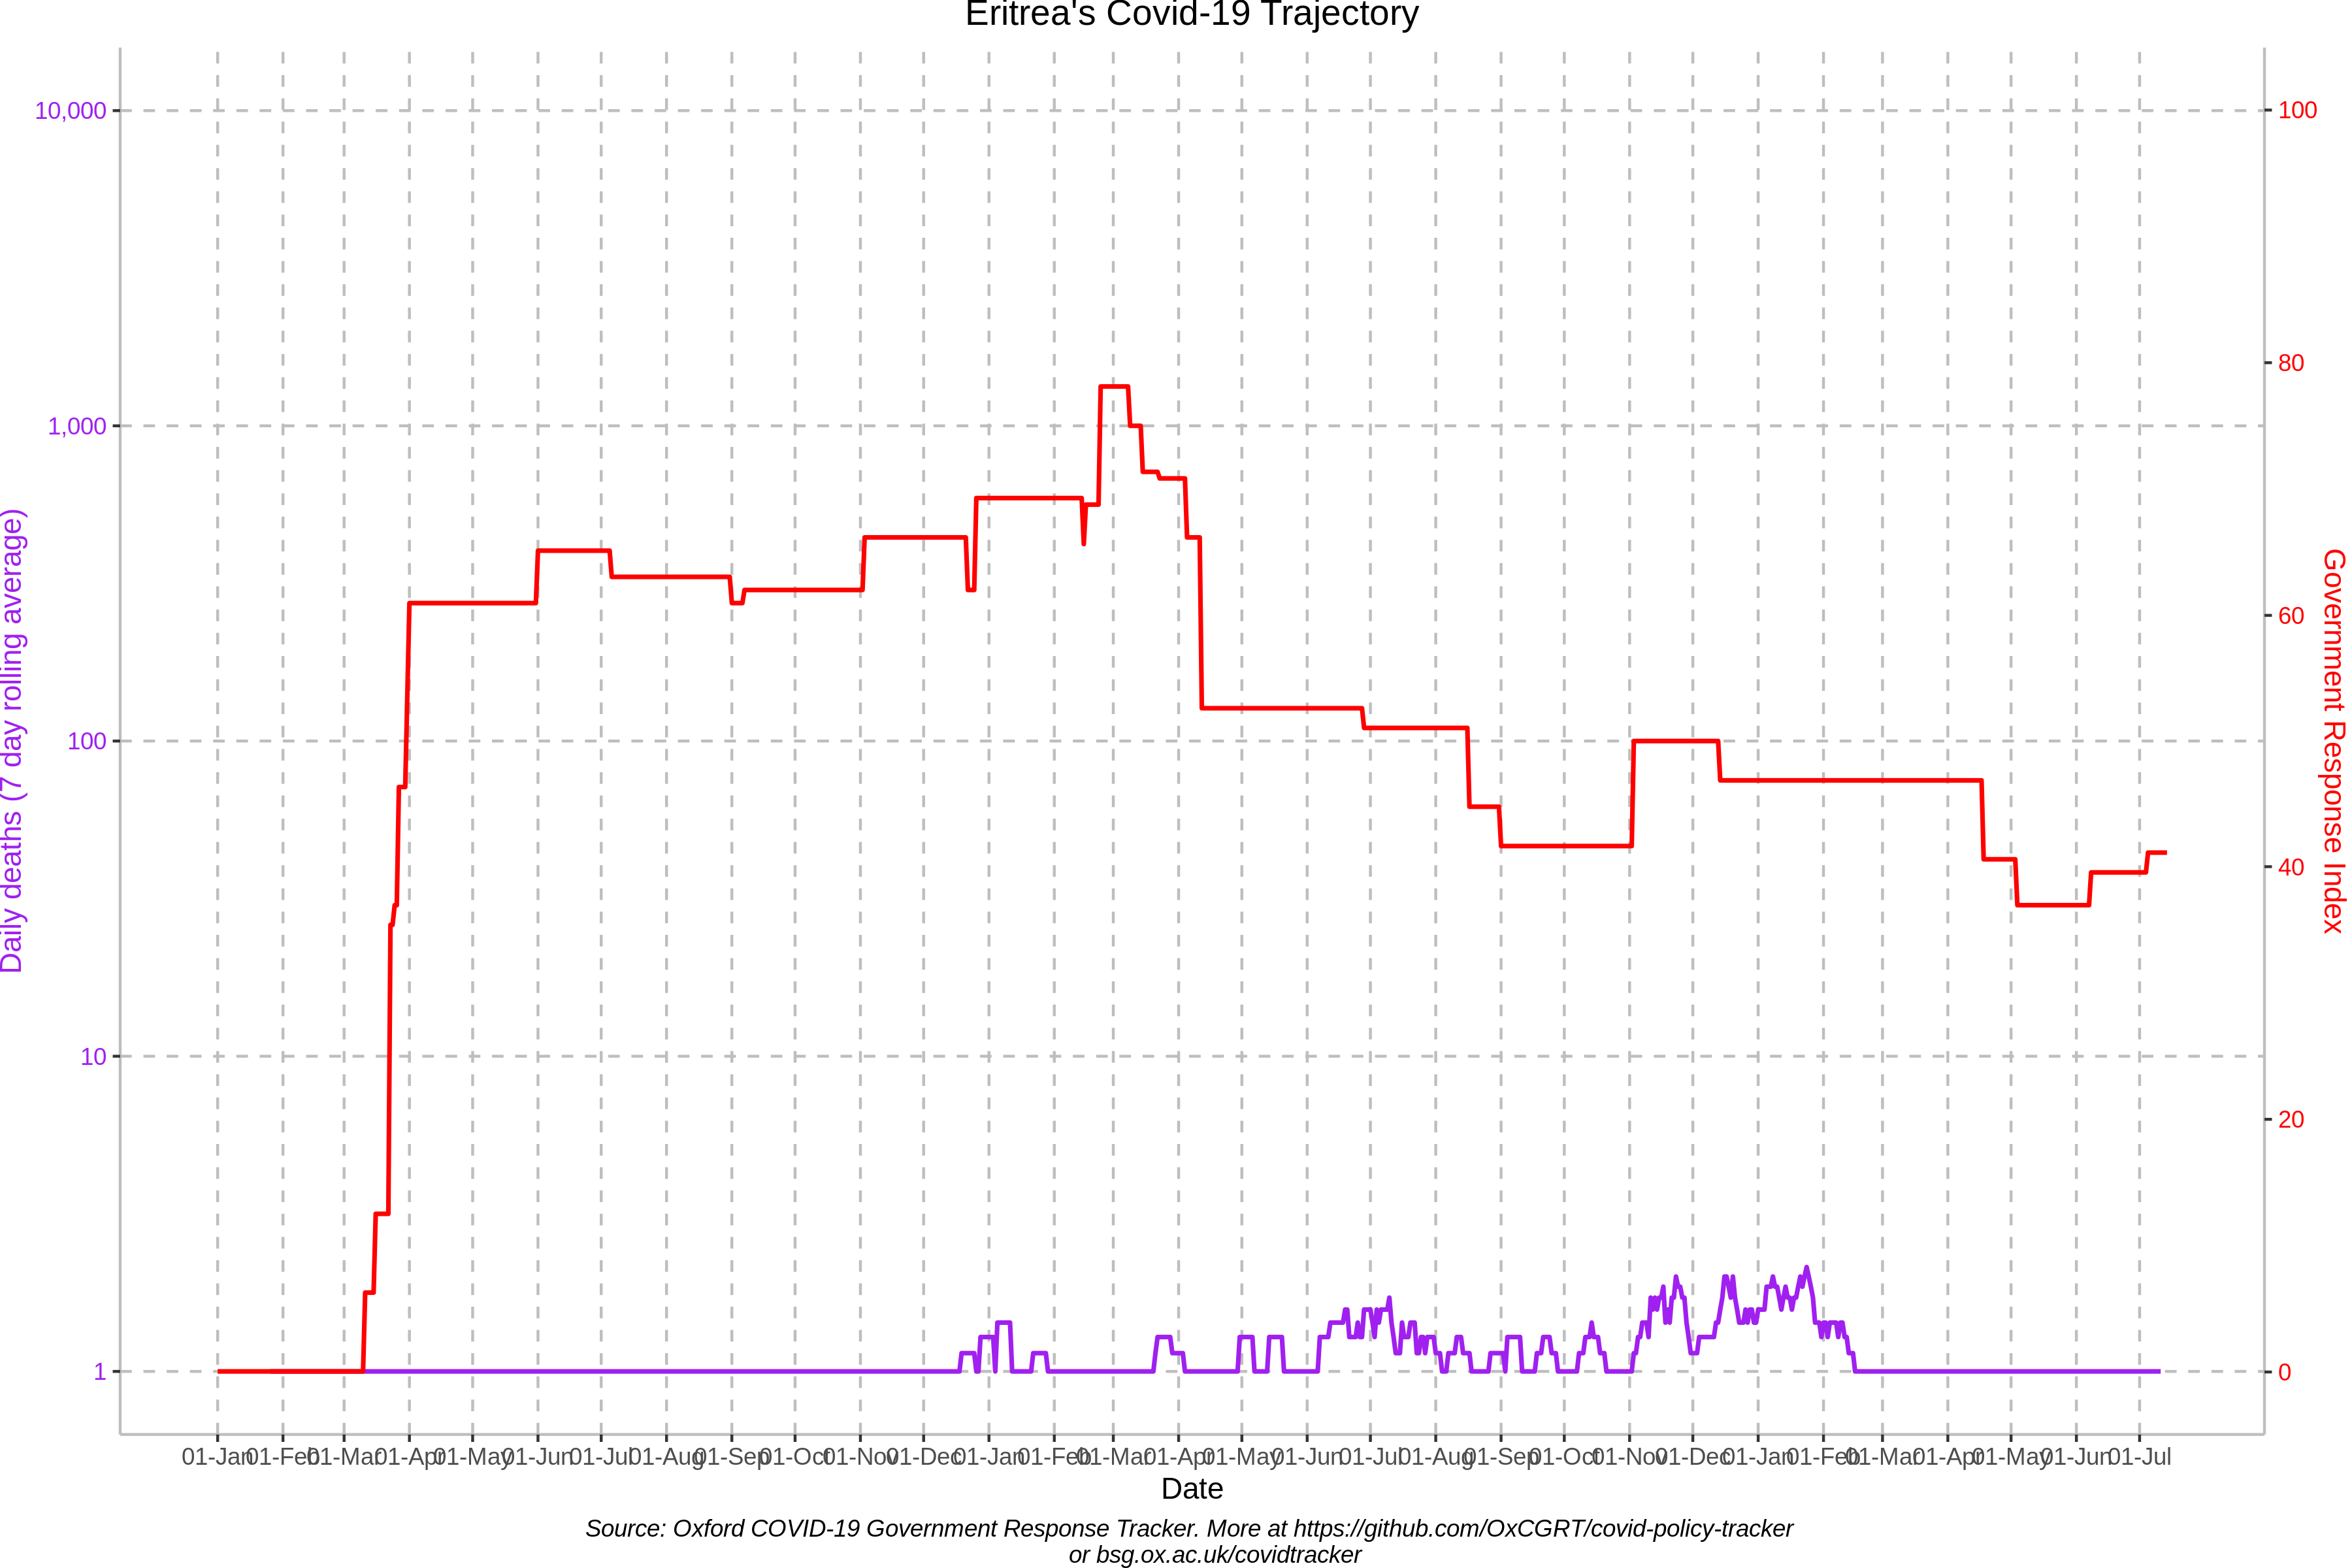 Eritrea's Covid-19 Trajectory
Daily deaths (7 day rolling average)
10,000
1,000
100
10
1
Government Response Index
100
80
60
40
20
0
01-Jan 01-Feb 01-Mar 01-Apr 01-May 01-Jun 01-Jul 01-Aug 01-Sep 01-Oct 01-Nov 01-Dec 01-Jan 01-Feb 01-Mar 01-Apr 01-May 01-Jun 01-Jul 01-Aug 01-Sep 01-Oct 01-Nov 01-Dec 01-Jan 01-Feb 01-Mar 01-Apr 01-May 01-Jun 01-Jul
Date
Source: Oxford COVID-19 Government Response Tracker. More at https://github.com/OxCGRT/covid-policy-tracker
or bsg.ox.ac.uk/covidtracker